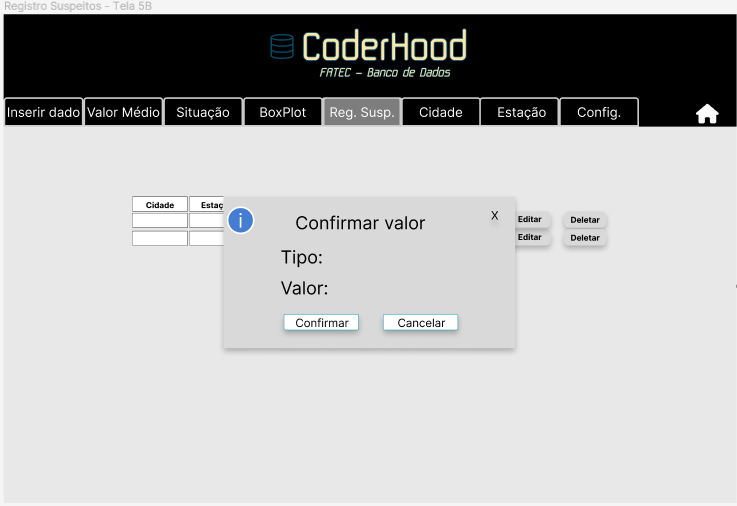 Registro Suspeitos - Tela 5B
CoderHood
FATEC - Banco de Dados
Inserir dado Valor Médio Situação BoxPlot Reg. Susp. Cidade Estação Config.
Cidade Estaç
i Confirmar valor X
Editar Deletar
Editar Deletar
Tipo:
Valor:
Confirmar Cancelar